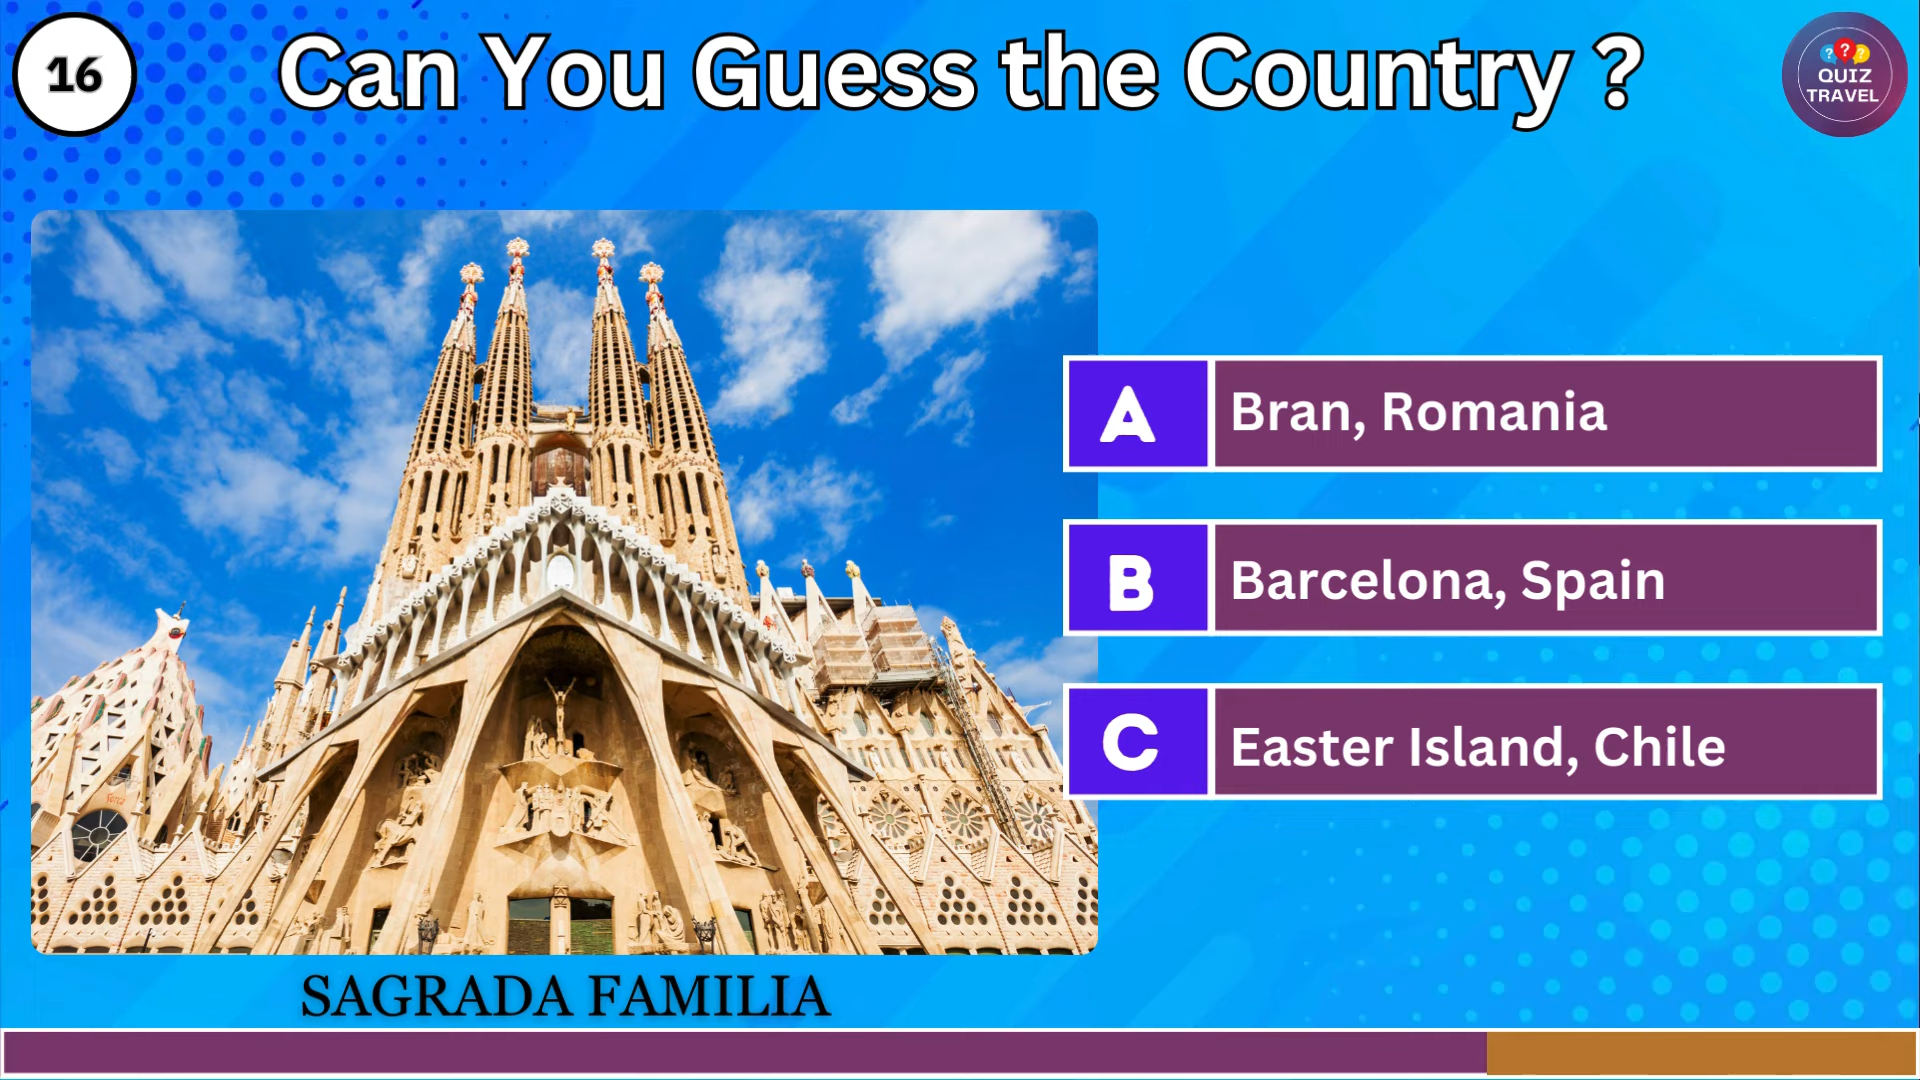 16
Can You Guess the Country ?
QUIZ
TRAVEL
A
Bran, Romania
B
Barcelona, Spain
C
Easter Island, Chile
SAGRADA FAMILIA